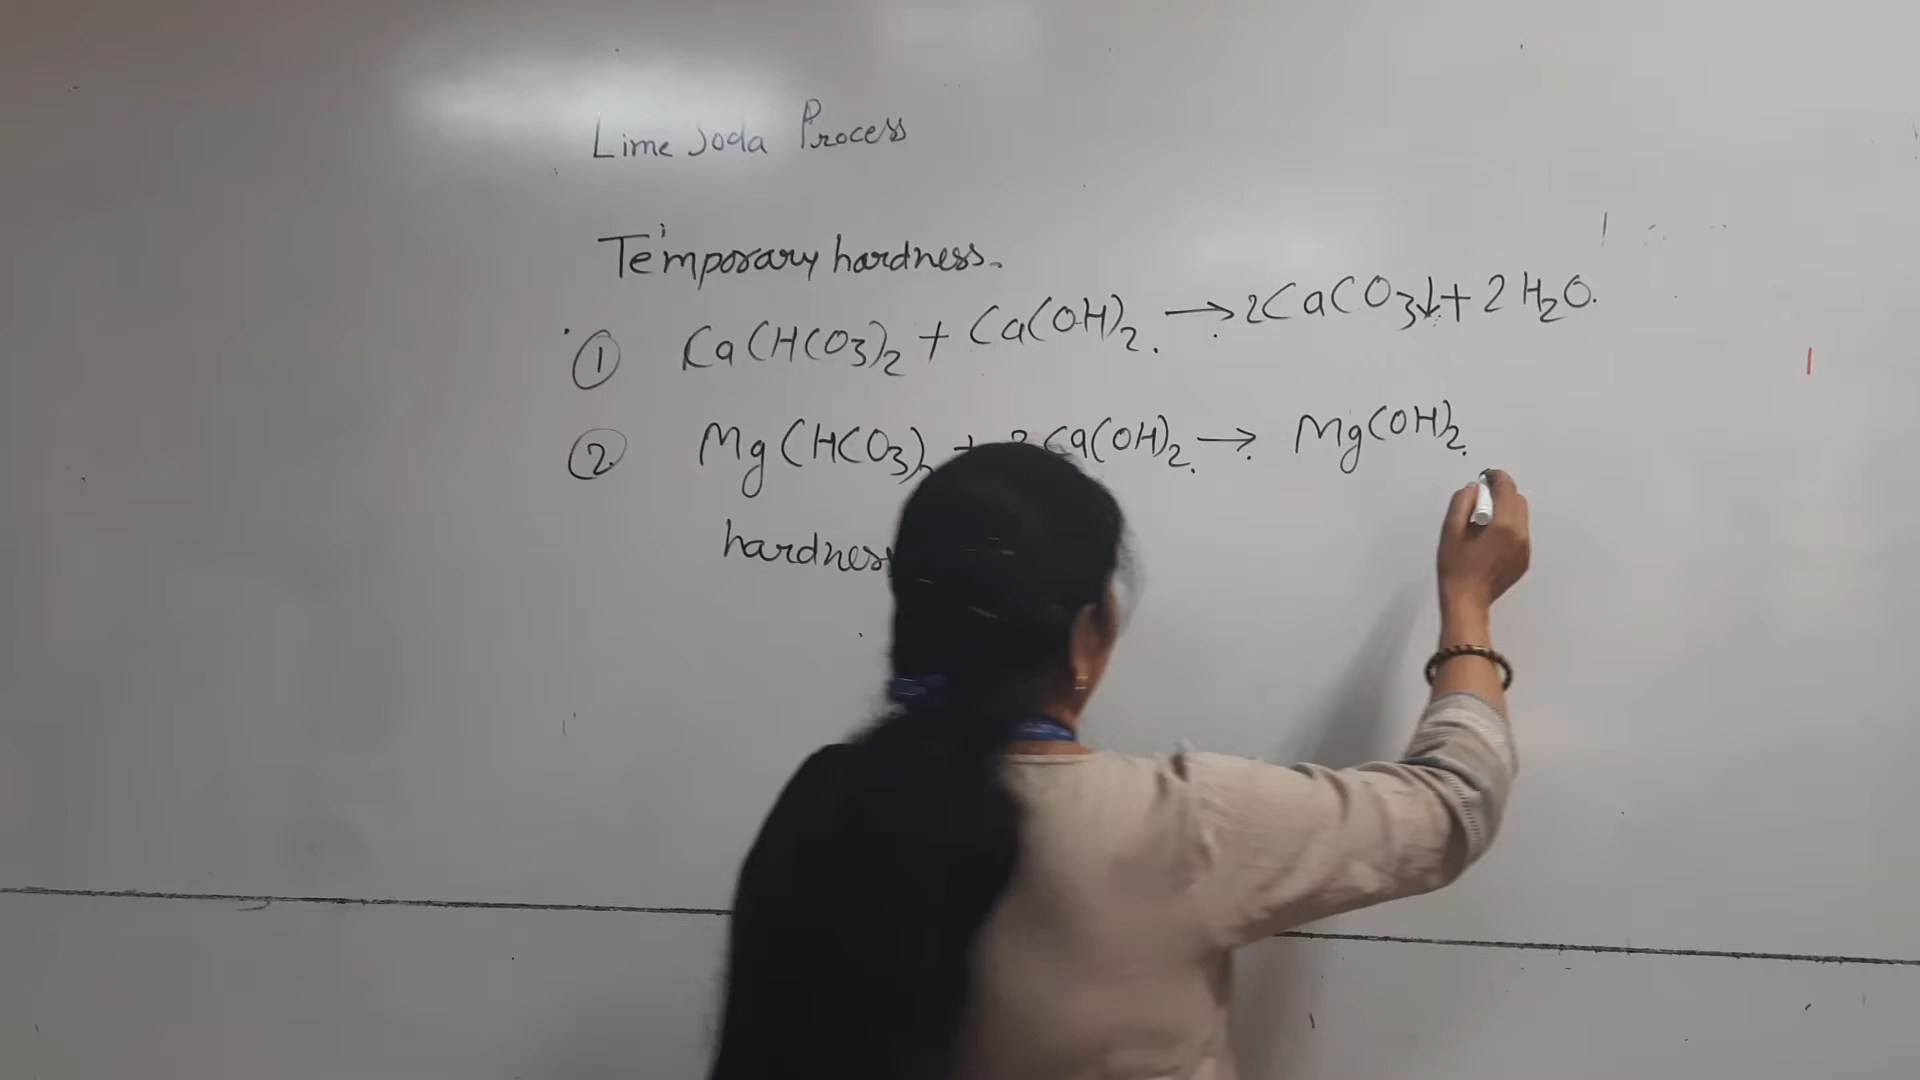 Lime Soda Process
Temporary hardness.
① Ca(HCO3)2 + Ca(OH)2. → 2CaCO3↓ + 2H2O.
② Mg(HCO3)2 + 2Ca(OH)2. → Mg(OH)2.
hardness